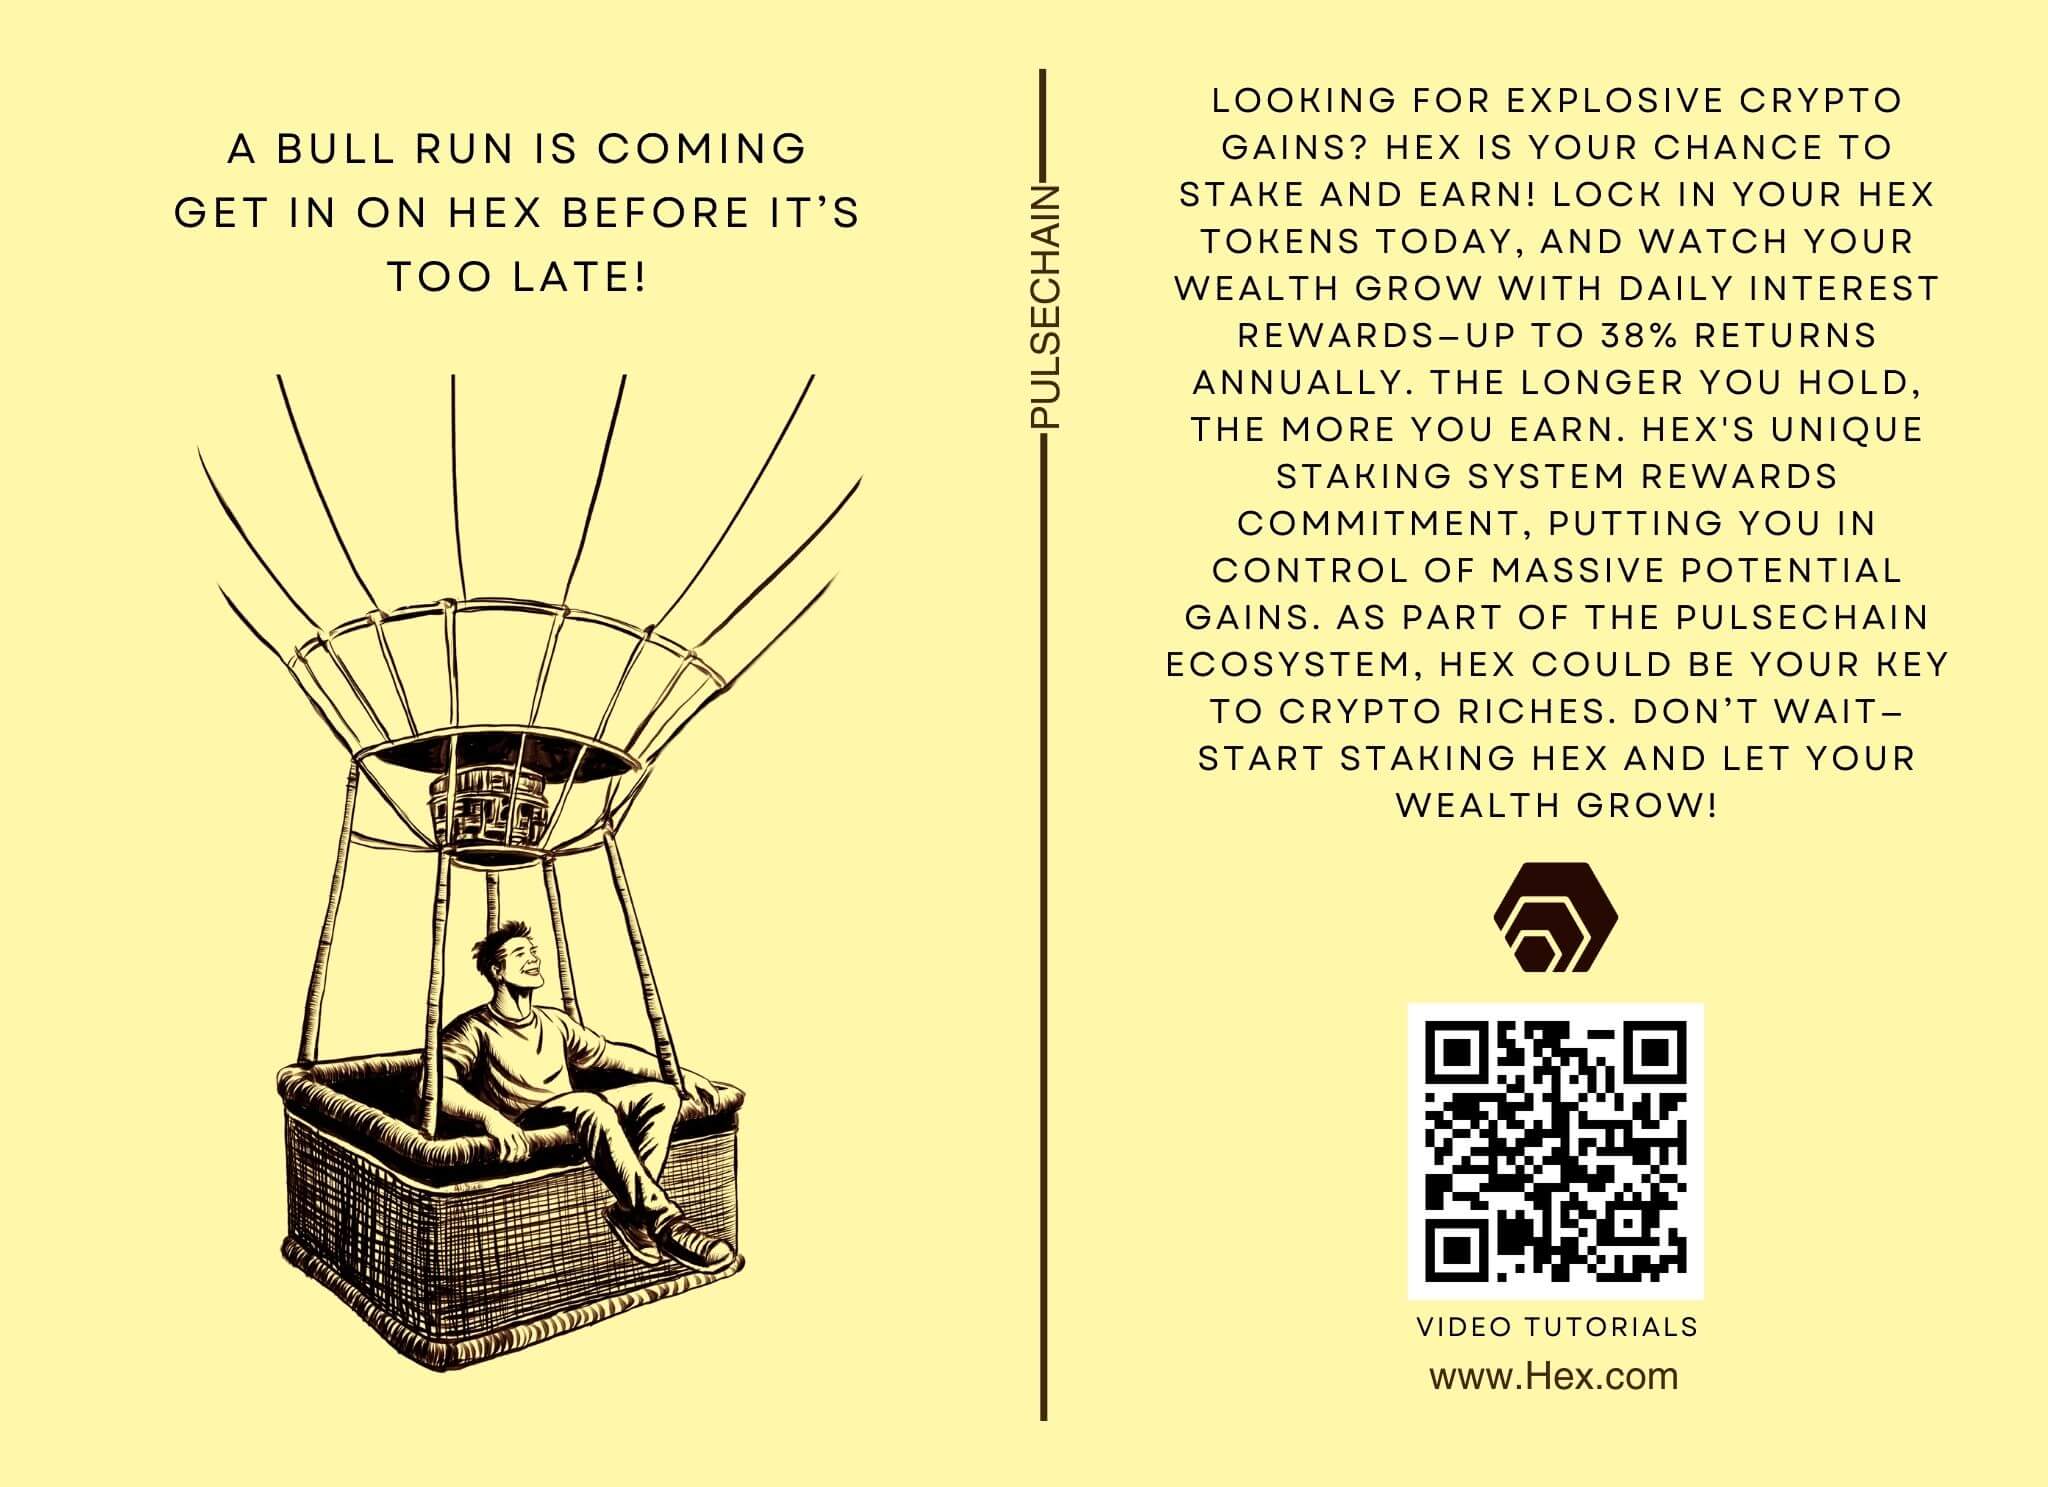 A BULL RUN IS COMING
GET IN ON HEX BEFORE IT’S
TOO LATE!
PULSECHAIN
LOOKING FOR EXPLOSIVE CRYPTO
GAINS? HEX IS YOUR CHANCE TO
STAKE AND EARN! LOCK IN YOUR HEX
TOKENS TODAY, AND WATCH YOUR
WEALTH GROW WITH DAILY INTEREST
REWARDS—UP TO 38% RETURNS
ANNUALLY. THE LONGER YOU HOLD,
THE MORE YOU EARN. HEX'S UNIQUE
STAKING SYSTEM REWARDS
COMMITMENT, PUTTING YOU IN
CONTROL OF MASSIVE POTENTIAL
GAINS. AS PART OF THE PULSECHAIN
ECOSYSTEM, HEX COULD BE YOUR KEY
TO CRYPTO RICHES. DON’T WAIT—
START STAKING HEX AND LET YOUR
WEALTH GROW!
VIDEO TUTORIALS
www.Hex.com